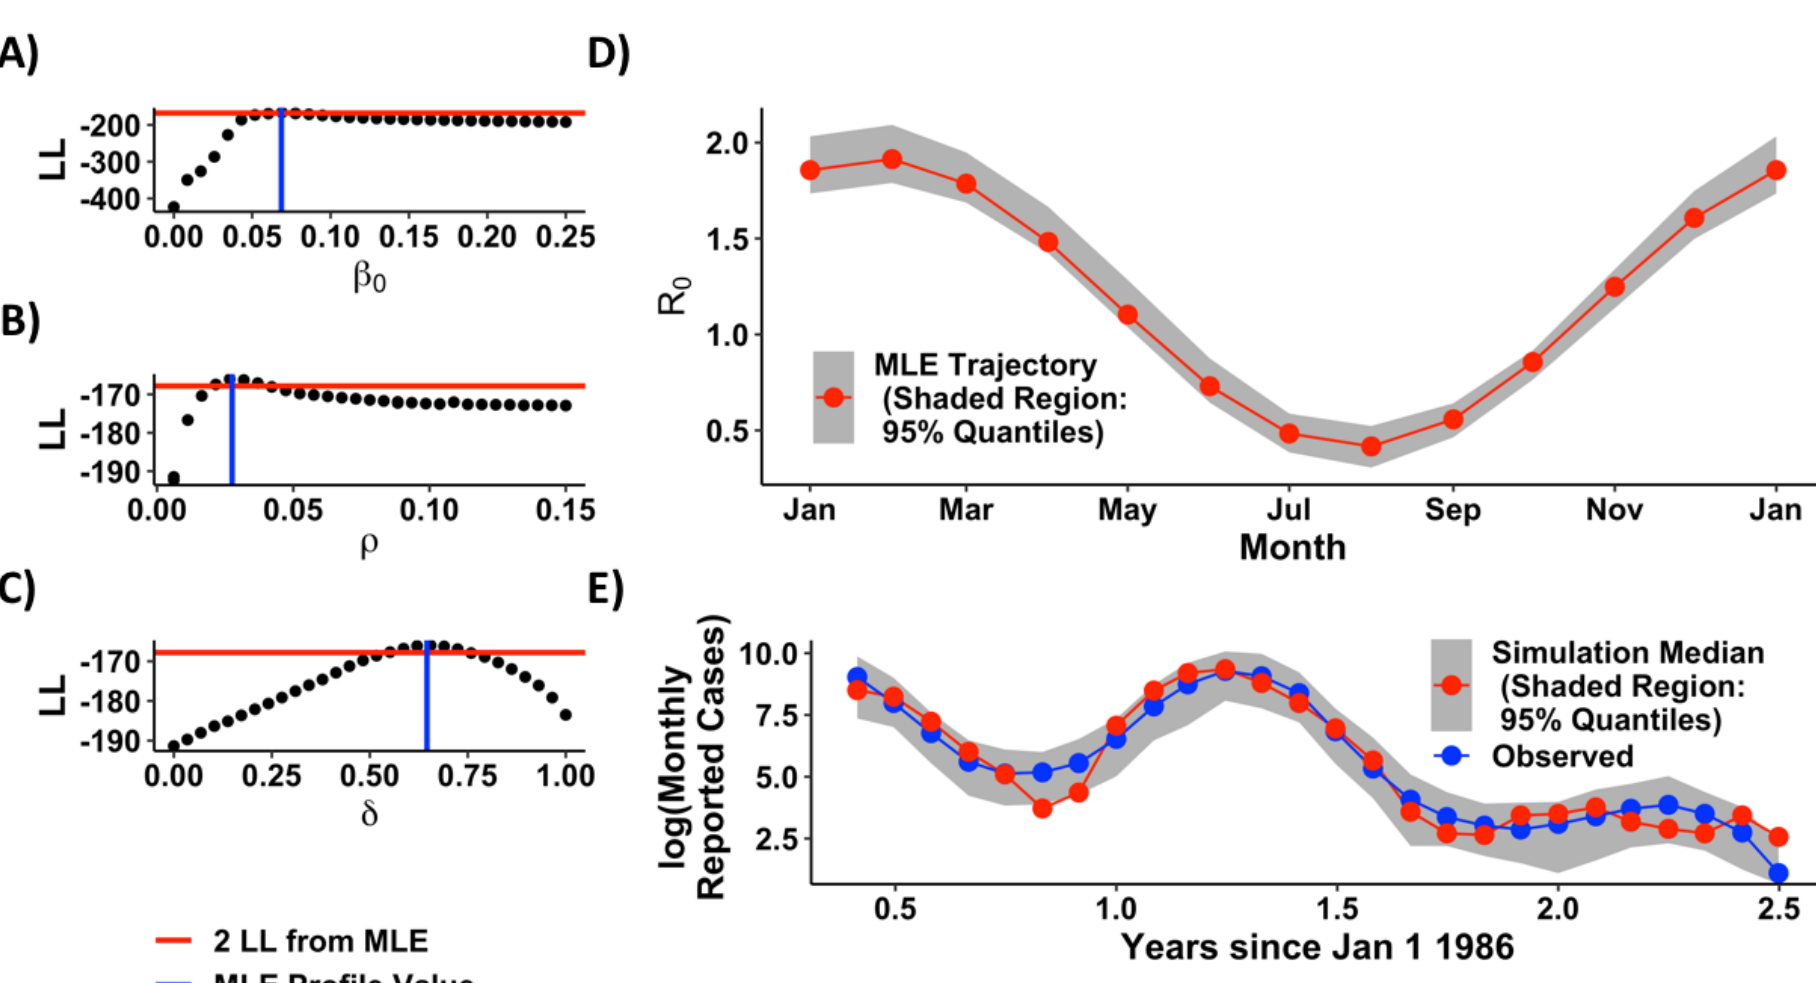 A)
LL
-200
-300
-400
0.00 0.05 0.10 0.15 0.20 0.25
β0
B)
LL
-170
-180
-190
0.00 0.05 0.10 0.15
ρ
C)
LL
-170
-180
-190
0.00 0.25 0.50 0.75 1.00
δ
2 LL from MLE
MLE Profile Value
D)
R0
2.0
1.5
1.0
0.5
MLE Trajectory
(Shaded Region:
95% Quantiles)
Jan Mar May Jul Sep Nov Jan
Month
E)
log(Monthly
Reported Cases)
10.0
7.5
5.0
2.5
Simulation Median
(Shaded Region:
95% Quantiles)
Observed
0.5 1.0 1.5 2.0 2.5
Years since Jan 1 1986